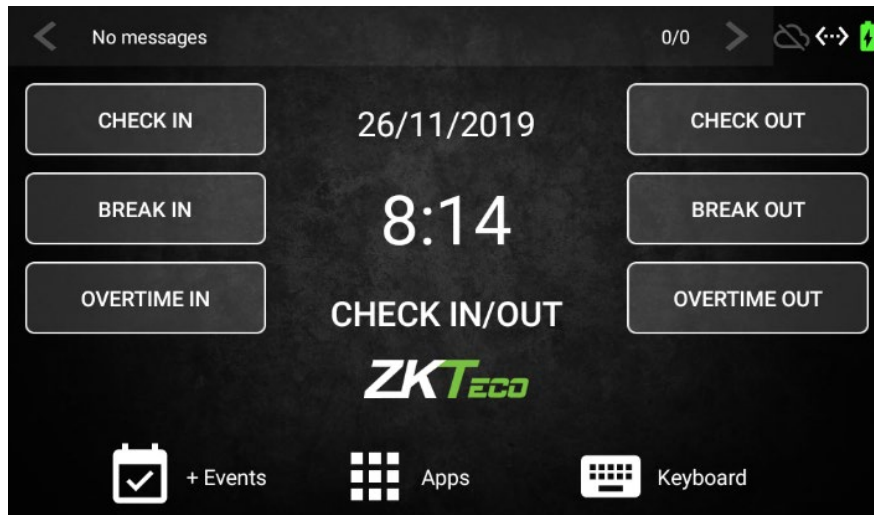 No messages 0/0
CHECK IN
26/11/2019
CHECK OUT
BREAK IN
8:14
BREAK OUT
OVERTIME IN
CHECK IN/OUT
OVERTIME OUT
ZKTECO
+ Events
Apps
Keyboard